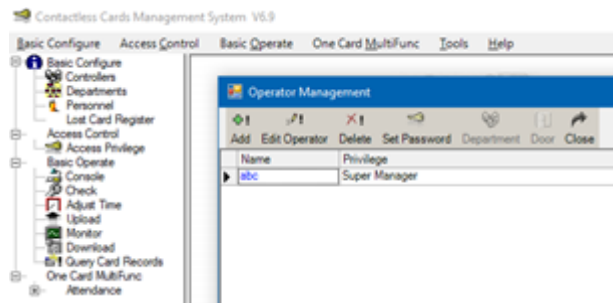 Contactless Cards Management System V6.9
Basic Configure Access Control Basic Operate One Card MultiFunc Tools Help
Basic Configure
Controllers
Departments
Personnel
Lost Card Register
Access Control
Access Privilege
Basic Operate
Console
Check
Adjust Time
Upload
Monitor
Download
Query Card Records
One Card MultiFunc
Attendance
Operator Management
Add Edit Operator Delete Set Password Department Door Close
Name Privilege
abc Super Manager